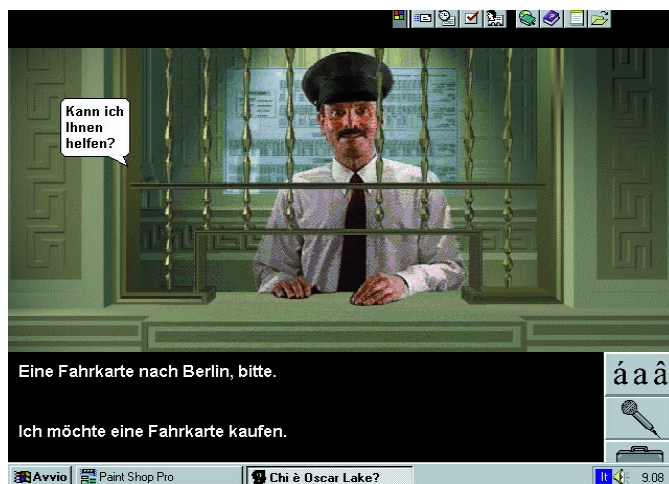 Kann ich
Ihnen
helfen?
Eine Fahrkarte nach Berlin, bitte.
Ich möchte eine Fahrkarte kaufen.
á a â
Avvio
Paint Shop Pro
Chi è Oscar Lake?
It
9.08